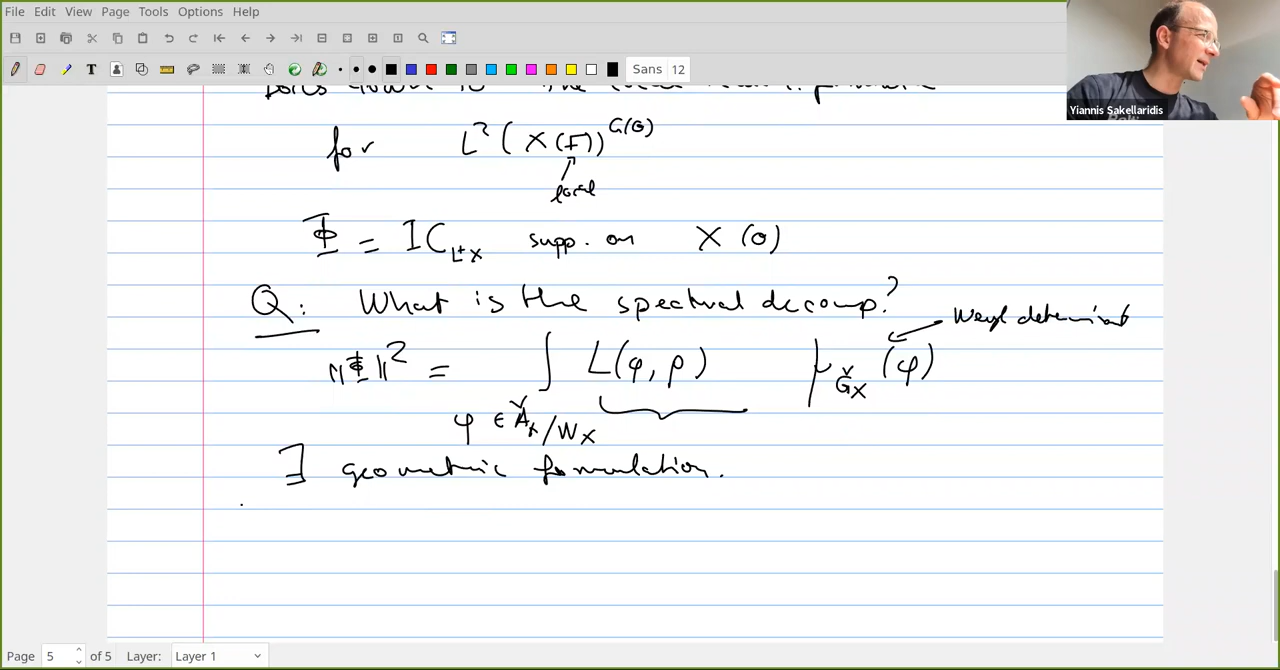 File Edit View Page Tools Options Help
Sans 12
Yiannis Sakellaridis
for L² ( X (F))^{G(O)}
local
Φ = IC_{L⁺X} supp. on X (O)
Q: What is the spectral decomp?
Weyl determinant
||Φ||² = ∫ L(φ, ρ) μ_{Ǧ_X} (φ)
φ ∈ Ǎ_X / W_X
∃ geometric formulation.
Page 5 of 5 Layer: Layer 1